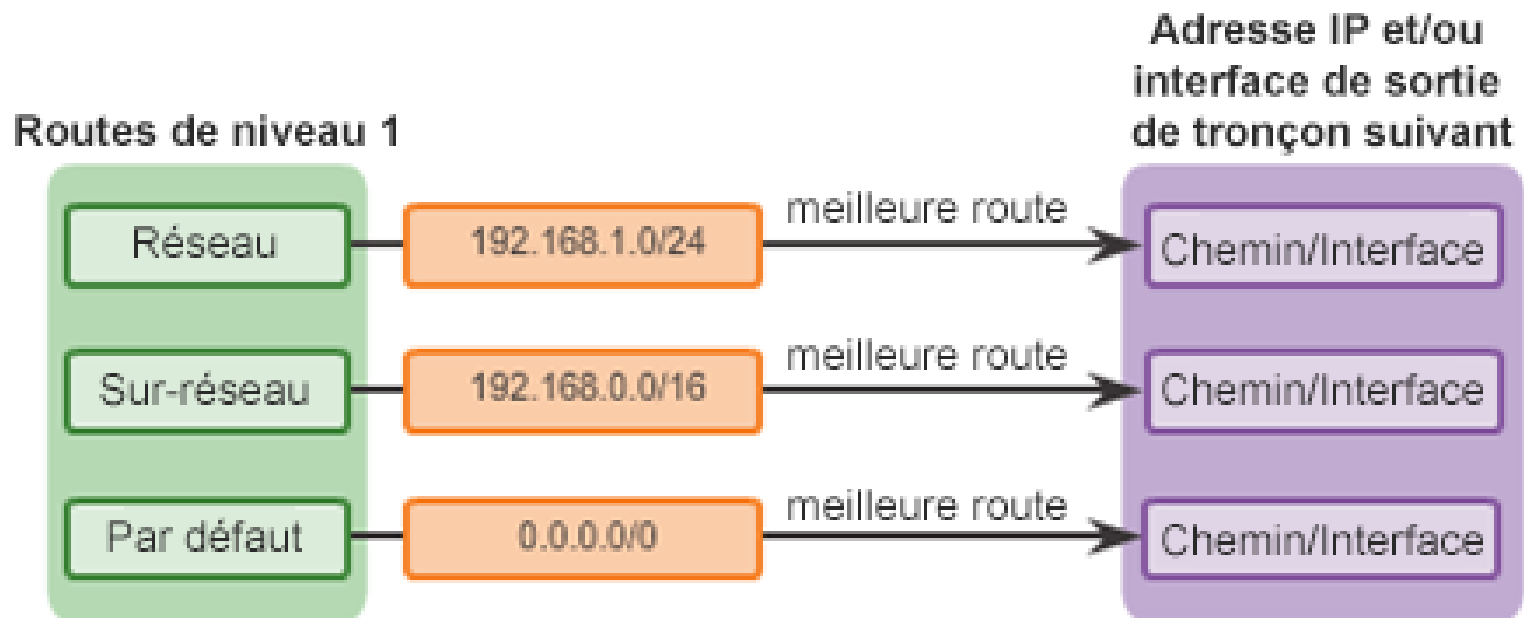 Adresse IP et/ou
interface de sortie
de tronçon suivant
Routes de niveau 1
Réseau
192.168.1.0/24
meilleure route
Chemin/Interface
Sur-réseau
192.168.0.0/16
meilleure route
Chemin/Interface
Par défaut
0.0.0.0/0
meilleure route
Chemin/Interface